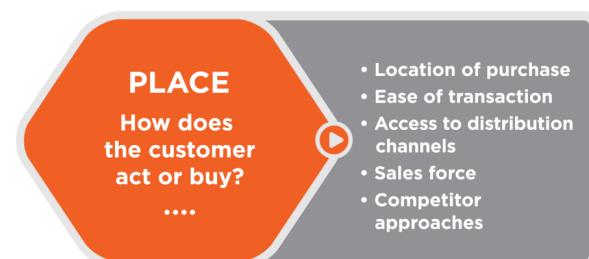 PLACE
How does
the customer
act or buy?
....
• Location of purchase
• Ease of transaction
• Access to distribution
channels
• Sales force
• Competitor
approaches